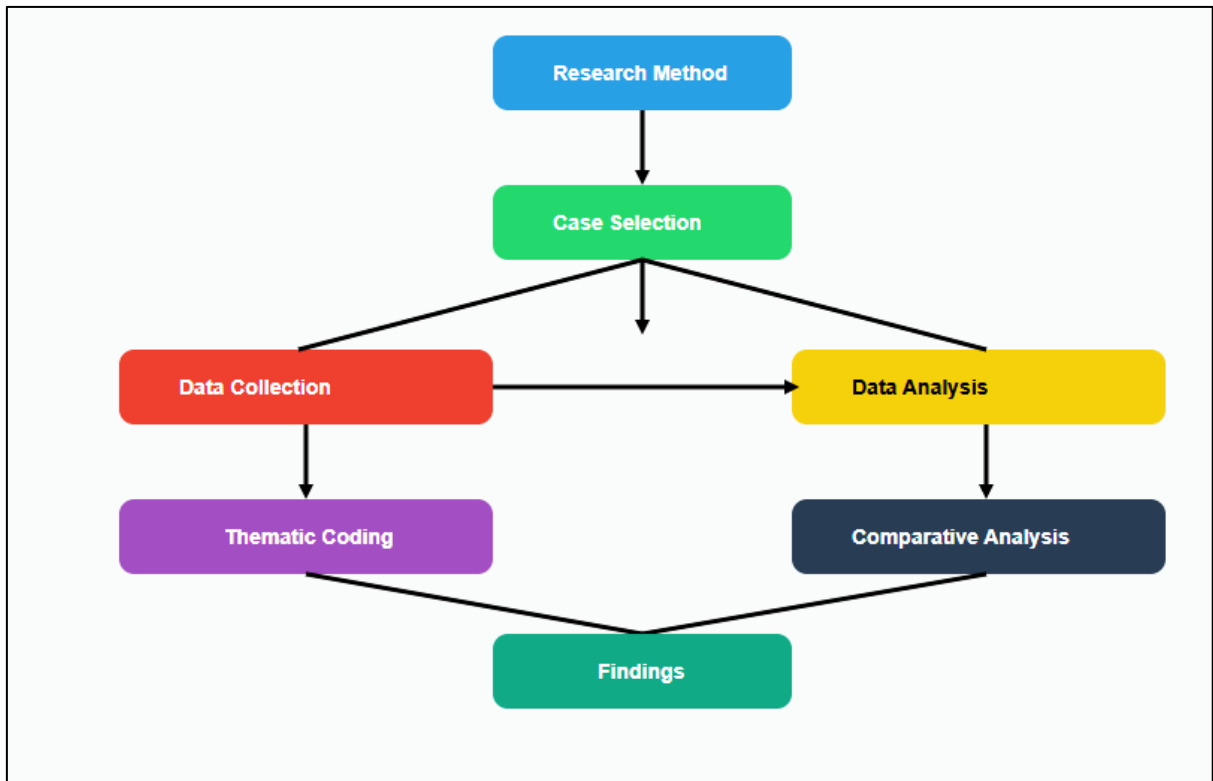 Research Method
Case Selection
Data Collection
Data Analysis
Thematic Coding
Comparative Analysis
Findings